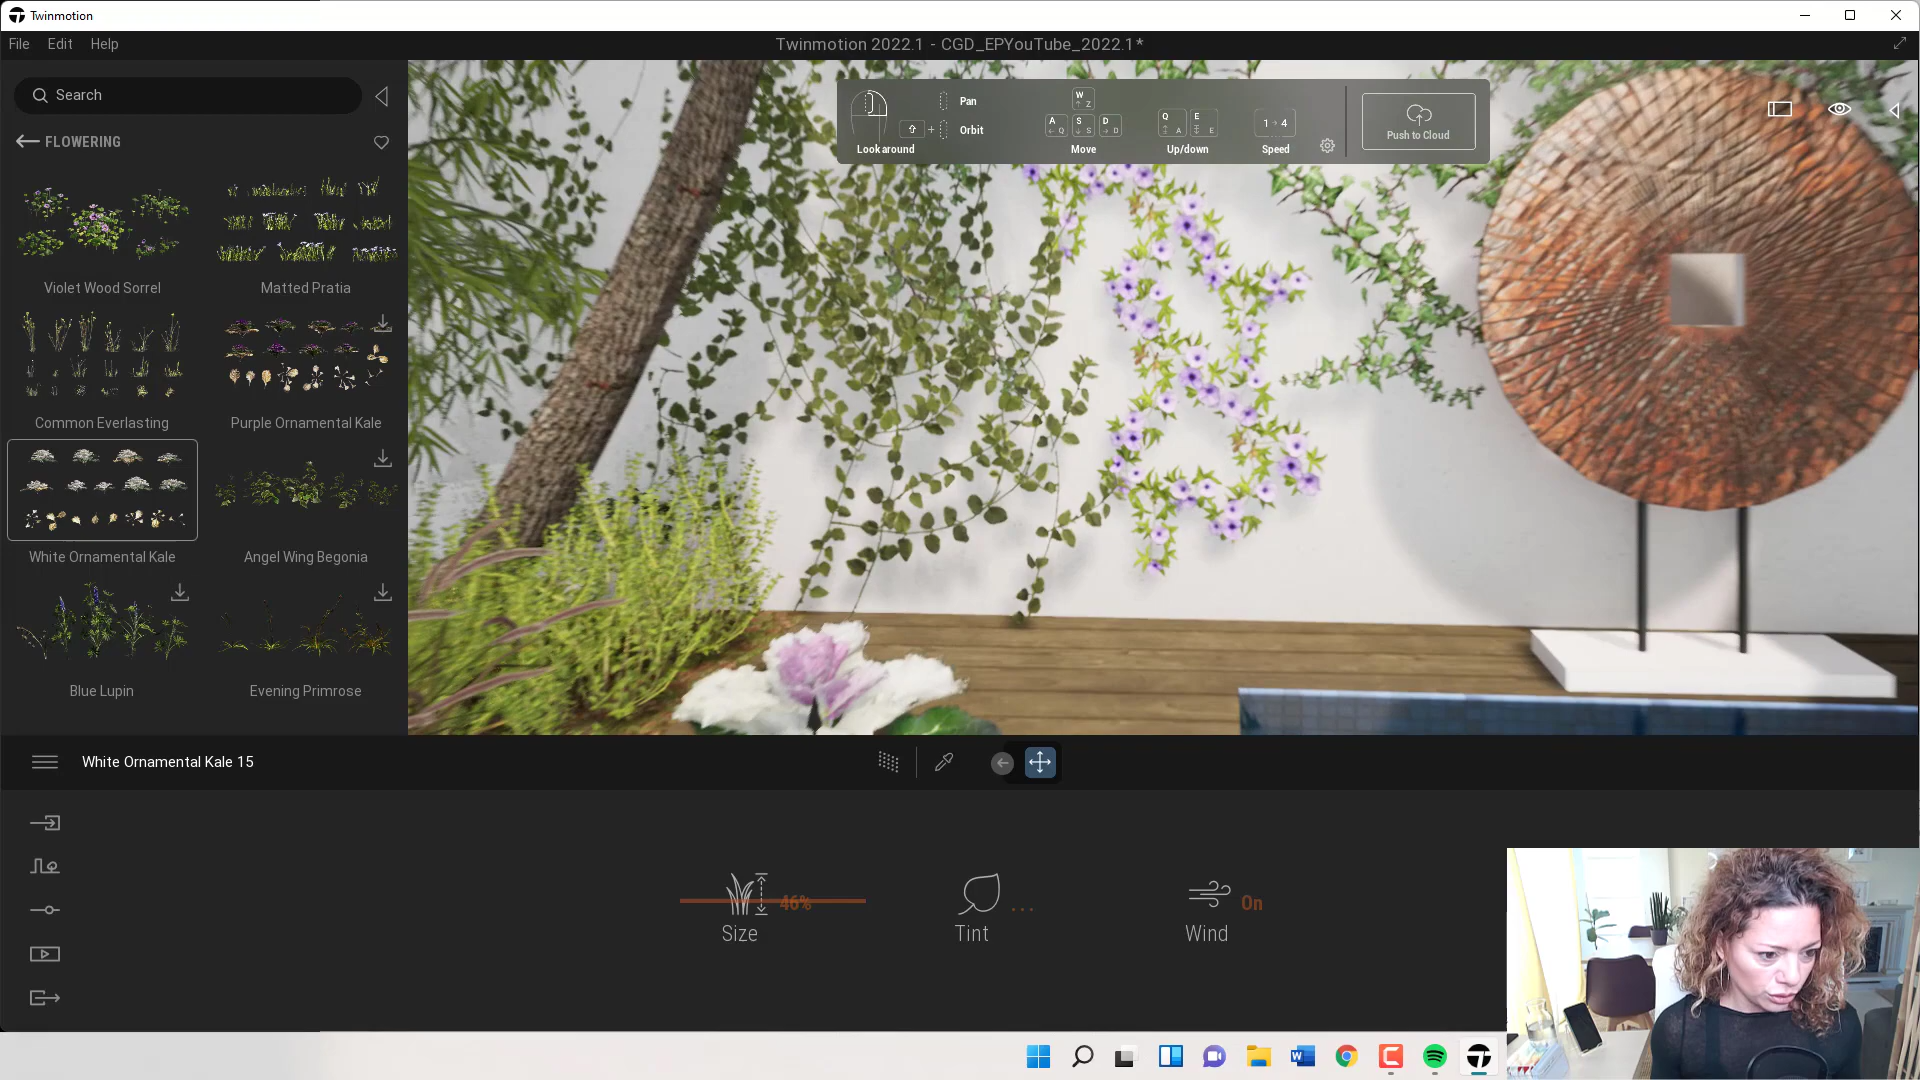 Twinmotion
File Edit Help
Twinmotion 2022.1 - CGD_EPYouTube_2022.1*
Search
FLOWERING
Violet Wood Sorrel
Matted Pratia
Common Everlasting
Purple Ornamental Kale
White Ornamental Kale
Angel Wing Begonia
Blue Lupin
Evening Primrose
Pan
+ Orbit
Look around
W
Z
A Q
S S
D D
Move
Q A
E E
Up/down
1 4
Speed
Push to Cloud
White Ornamental Kale 15
46%
Size
...
Tint
On
Wind